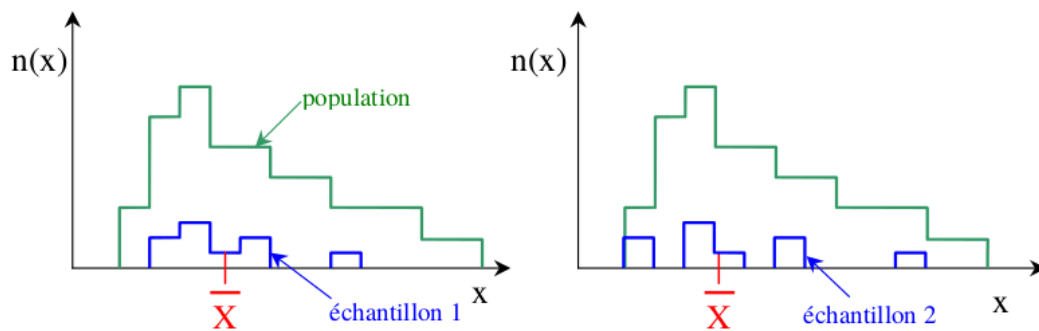 n(x)
population
échantillon 1
X
x
n(x)
échantillon 2
X
x